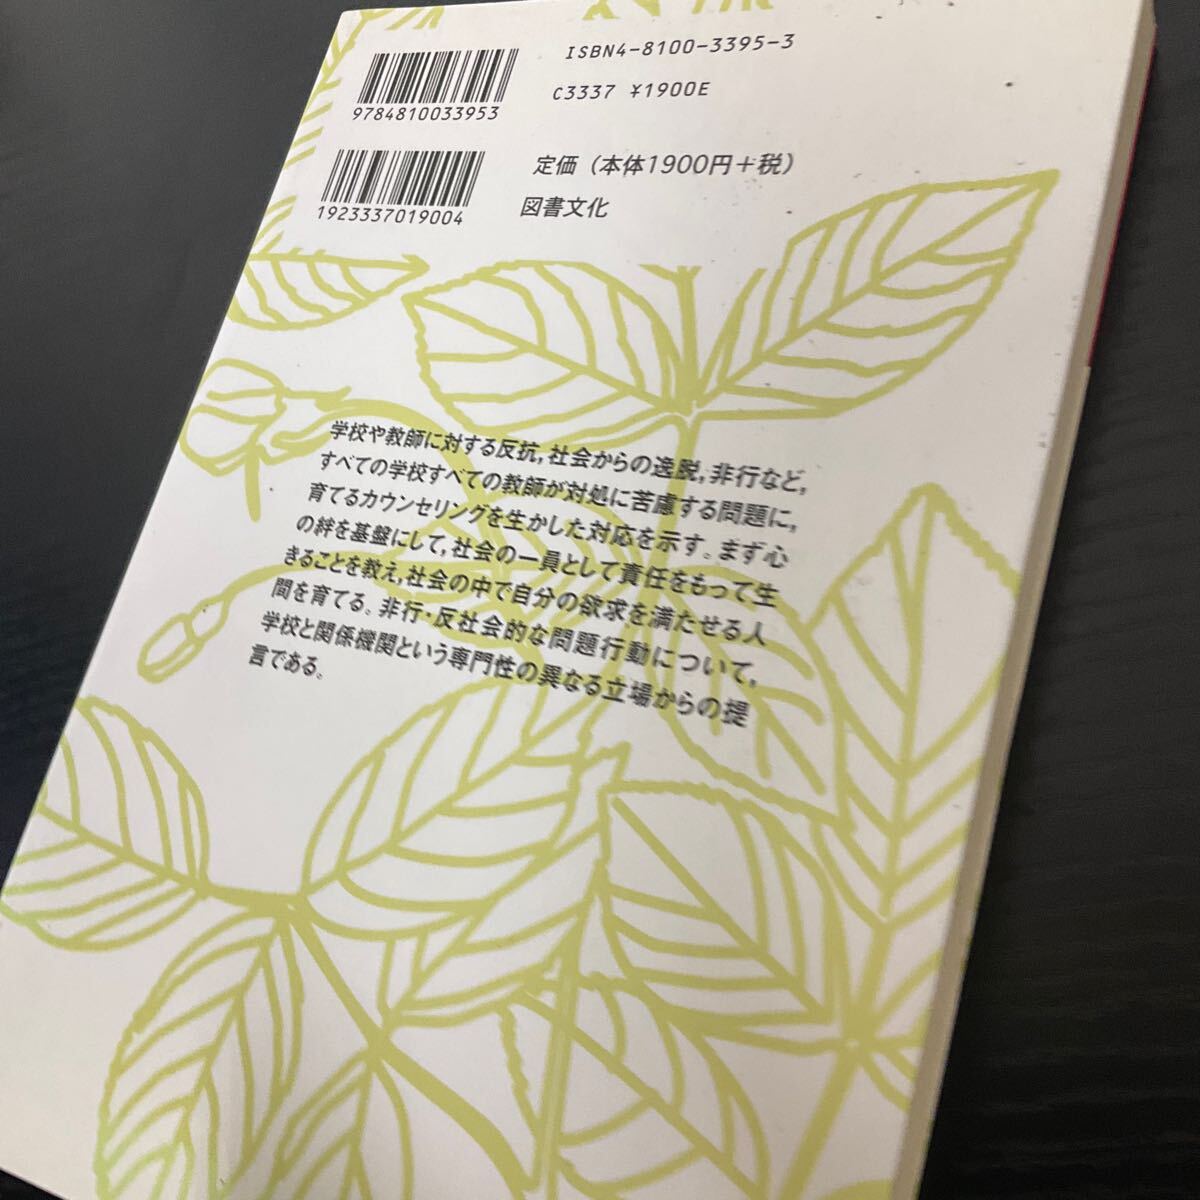 ISBN4-8100-3395-3
C3337 ¥1900E
9784810033953
定価（本体1900円＋税）
1923337019004
図書文化
学校や教師に対する反抗，社会からの逸脱，非行など，
すべての学校すべての教師が対処に苦慮する問題に，
育てるカウンセリングを生かした対応を示す。まず心
の絆を基盤にして，社会の一員として責任をもって生
きることを教え，社会の中で自分の欲求を満たせる人
間を育てる。非行・反社会的な問題行動について，
学校と関係機関という専門性の異なる立場からの提
言である。